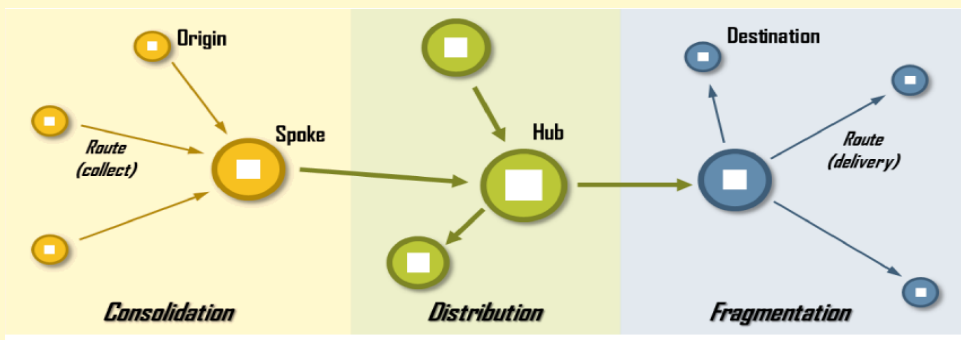 Origin
Destination
Hub
Spoke
Route
(collect)
Route
(delivery)
Consolidation
Distribution
Fragmentation